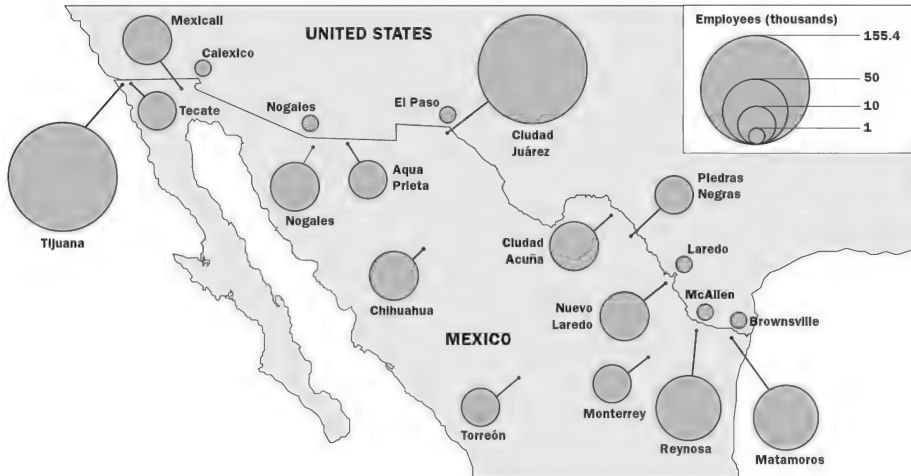 Mexicali
Calexico
UNITED STATES
Employees (thousands)
155.4
50
10
1
Tecate
Nogales
El Paso
Ciudad
Juárez
Tijuana
Nogales
Aqua
Prieta
Piedras
Negras
Ciudad
Acuña
Laredo
Chihuahua
Nuevo
Laredo
McAllen
Brownsville
MEXICO
Monterrey
Torreón
Reynosa
Matamoros